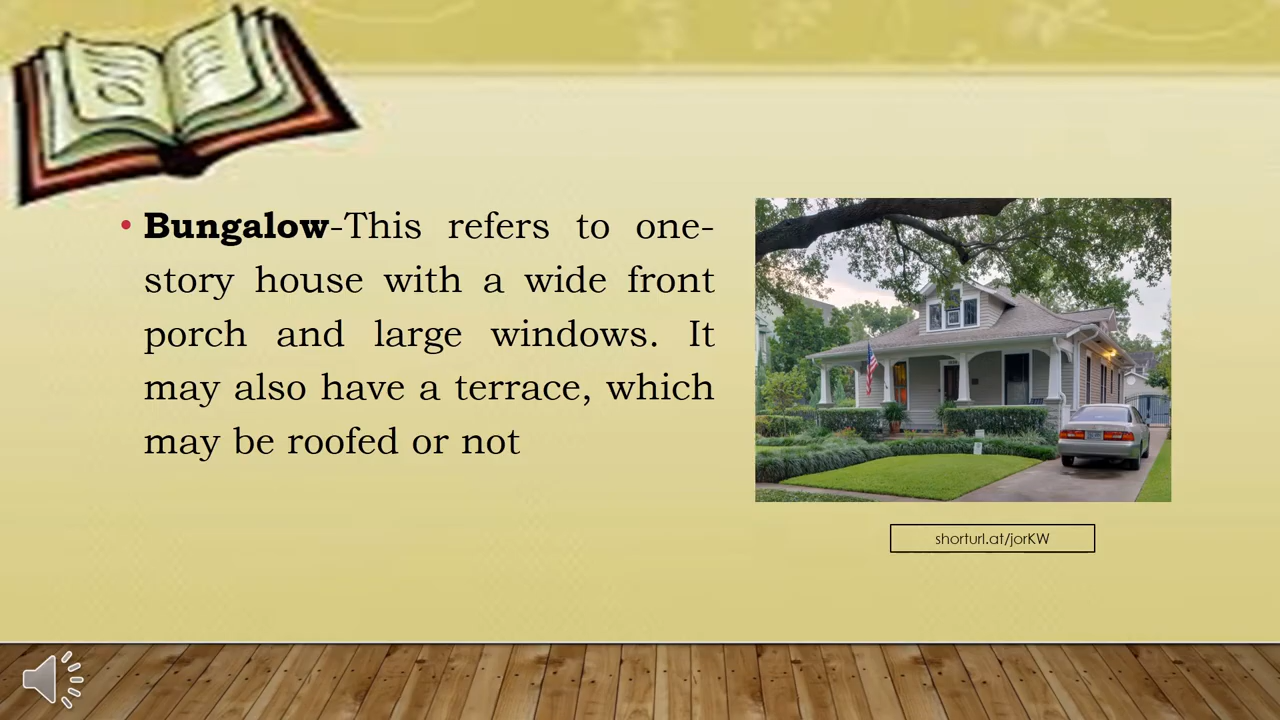 • Bungalow-This refers to one-
story house with a wide front
porch and large windows. It
may also have a terrace, which
may be roofed or not
shorturl.at/jorKW